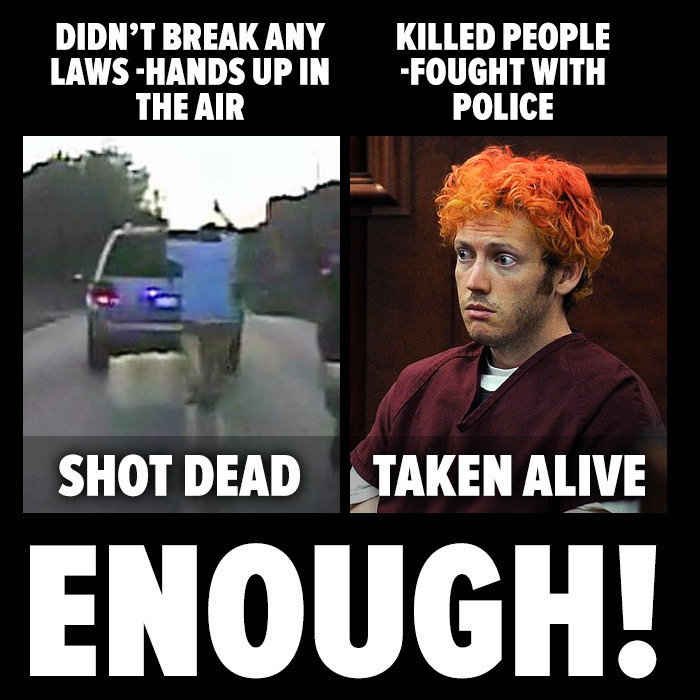 DIDN'T BREAK ANY
LAWS -HANDS UP IN
THE AIR
KILLED PEOPLE
-FOUGHT WITH
POLICE
SHOT DEAD
TAKEN ALIVE
ENOUGH!